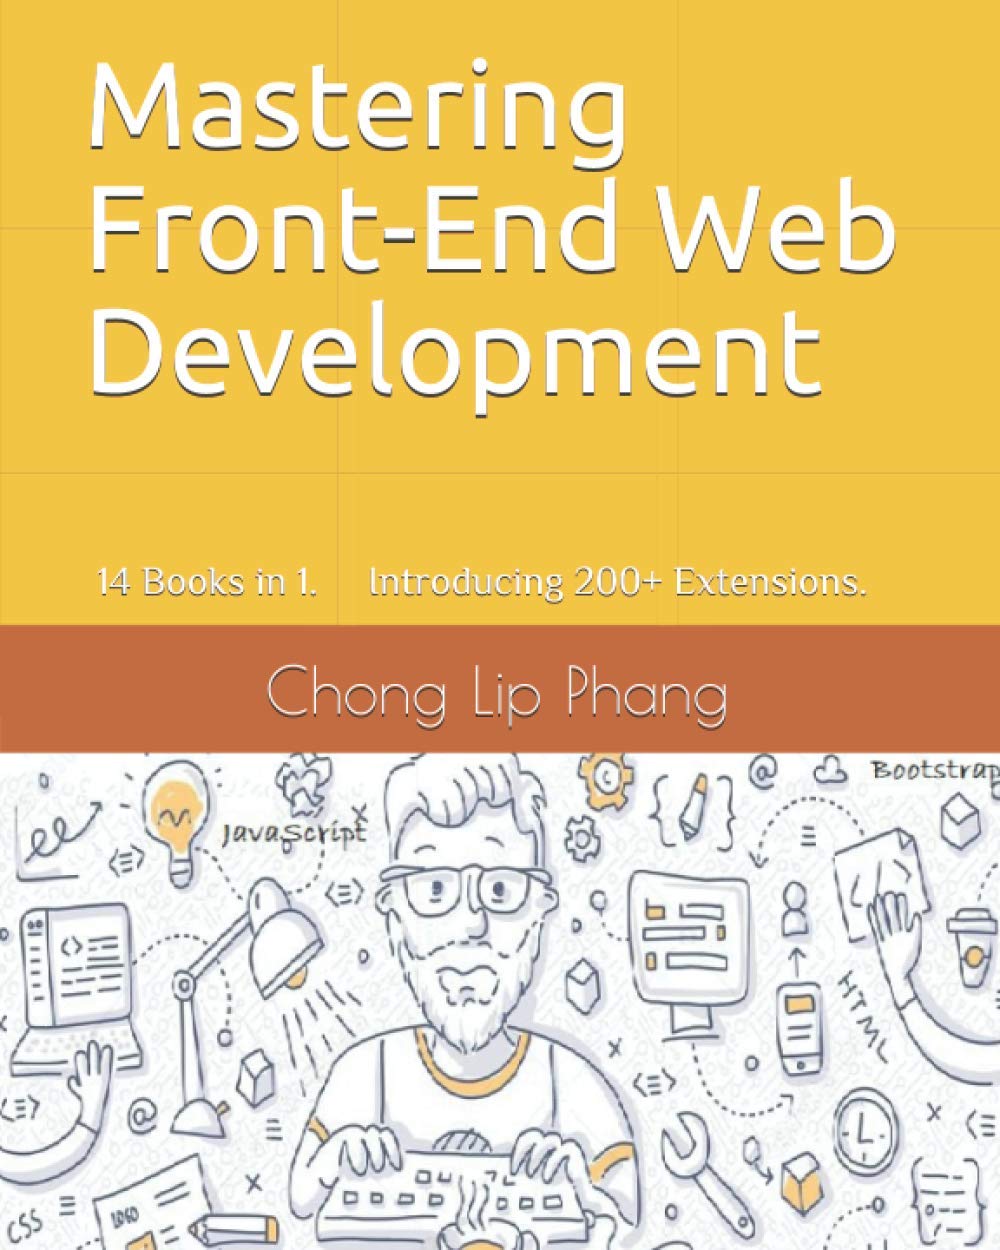 Mastering
Front-End Web
Development
14 Books in 1. Introducing 200+ Extensions.
Chong Lip Phang
Bootstrap
JavaScript
HTML
CSS
LOGO